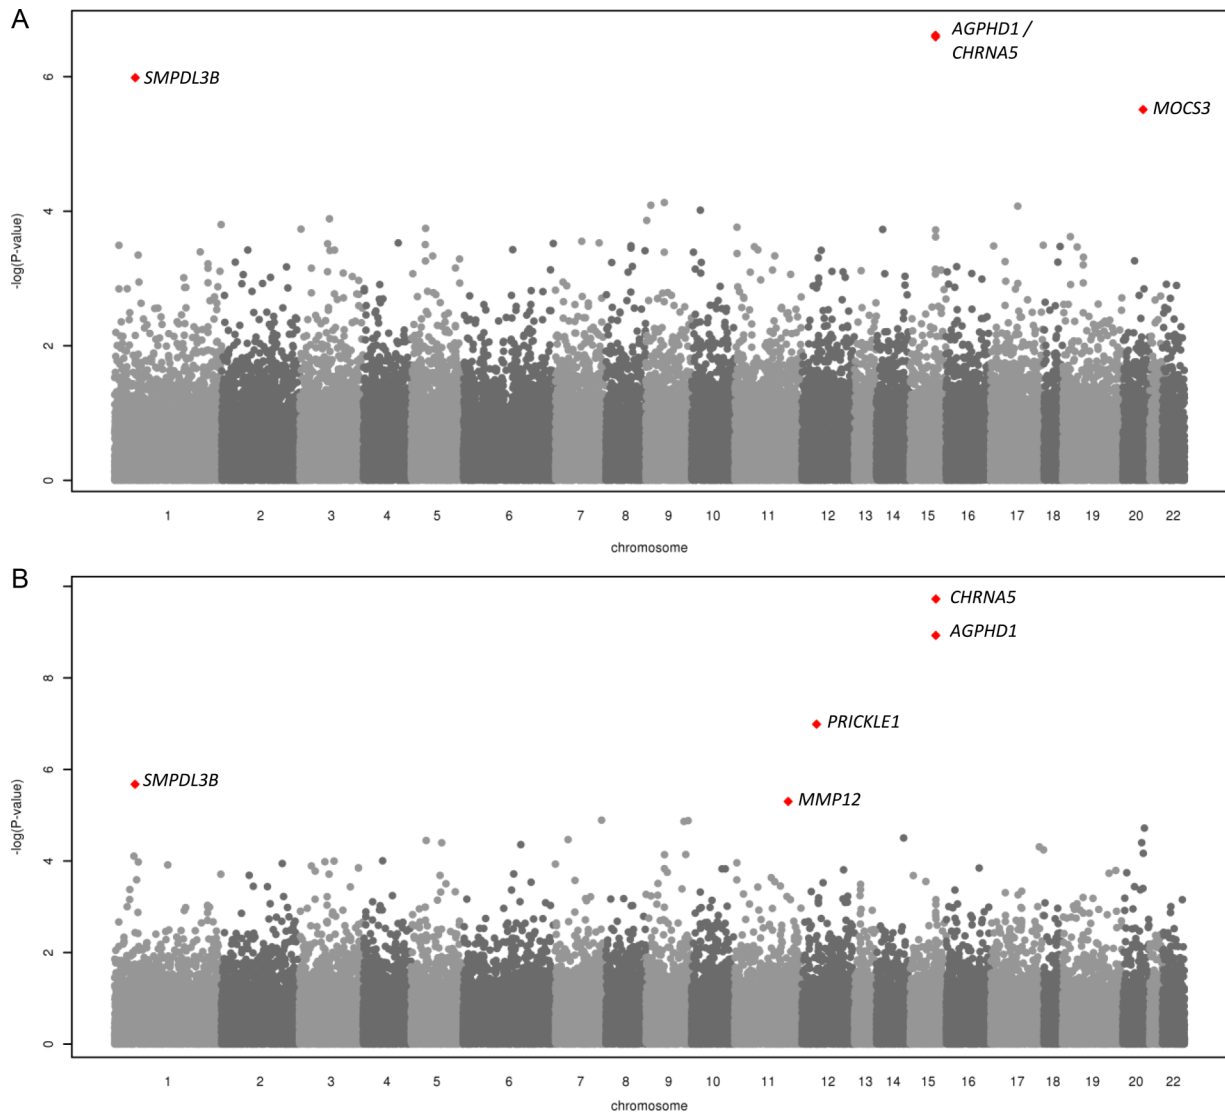 A
AGPHD1 /
CHRNA5
SMPDL3B
MOCS3
6
4
2
0
-log(P-value)
1 2 3 4 5 6 7 8 9 10 11 12 13 14 15 16 17 18 19 20 22
chromosome
B
CHRNA5
AGPHD1
PRICKLE1
SMPDL3B
MMP12
8
6
4
2
0
-log(P-value)
1 2 3 4 5 6 7 8 9 10 11 12 13 14 15 16 17 18 19 20 22
chromosome